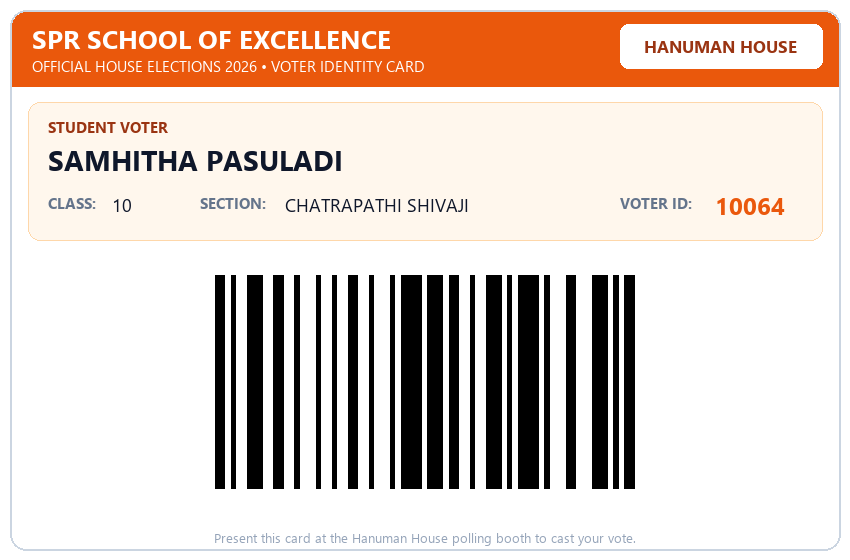 SPR SCHOOL OF EXCELLENCE
OFFICIAL HOUSE ELECTIONS 2026 • VOTER IDENTITY CARD
HANUMAN HOUSE
STUDENT VOTER
SAMHITHA PASULADI
CLASS: 10 SECTION: CHATRAPATHI SHIVAJI VOTER ID: 10064
Present this card at the Hanuman House polling booth to cast your vote.